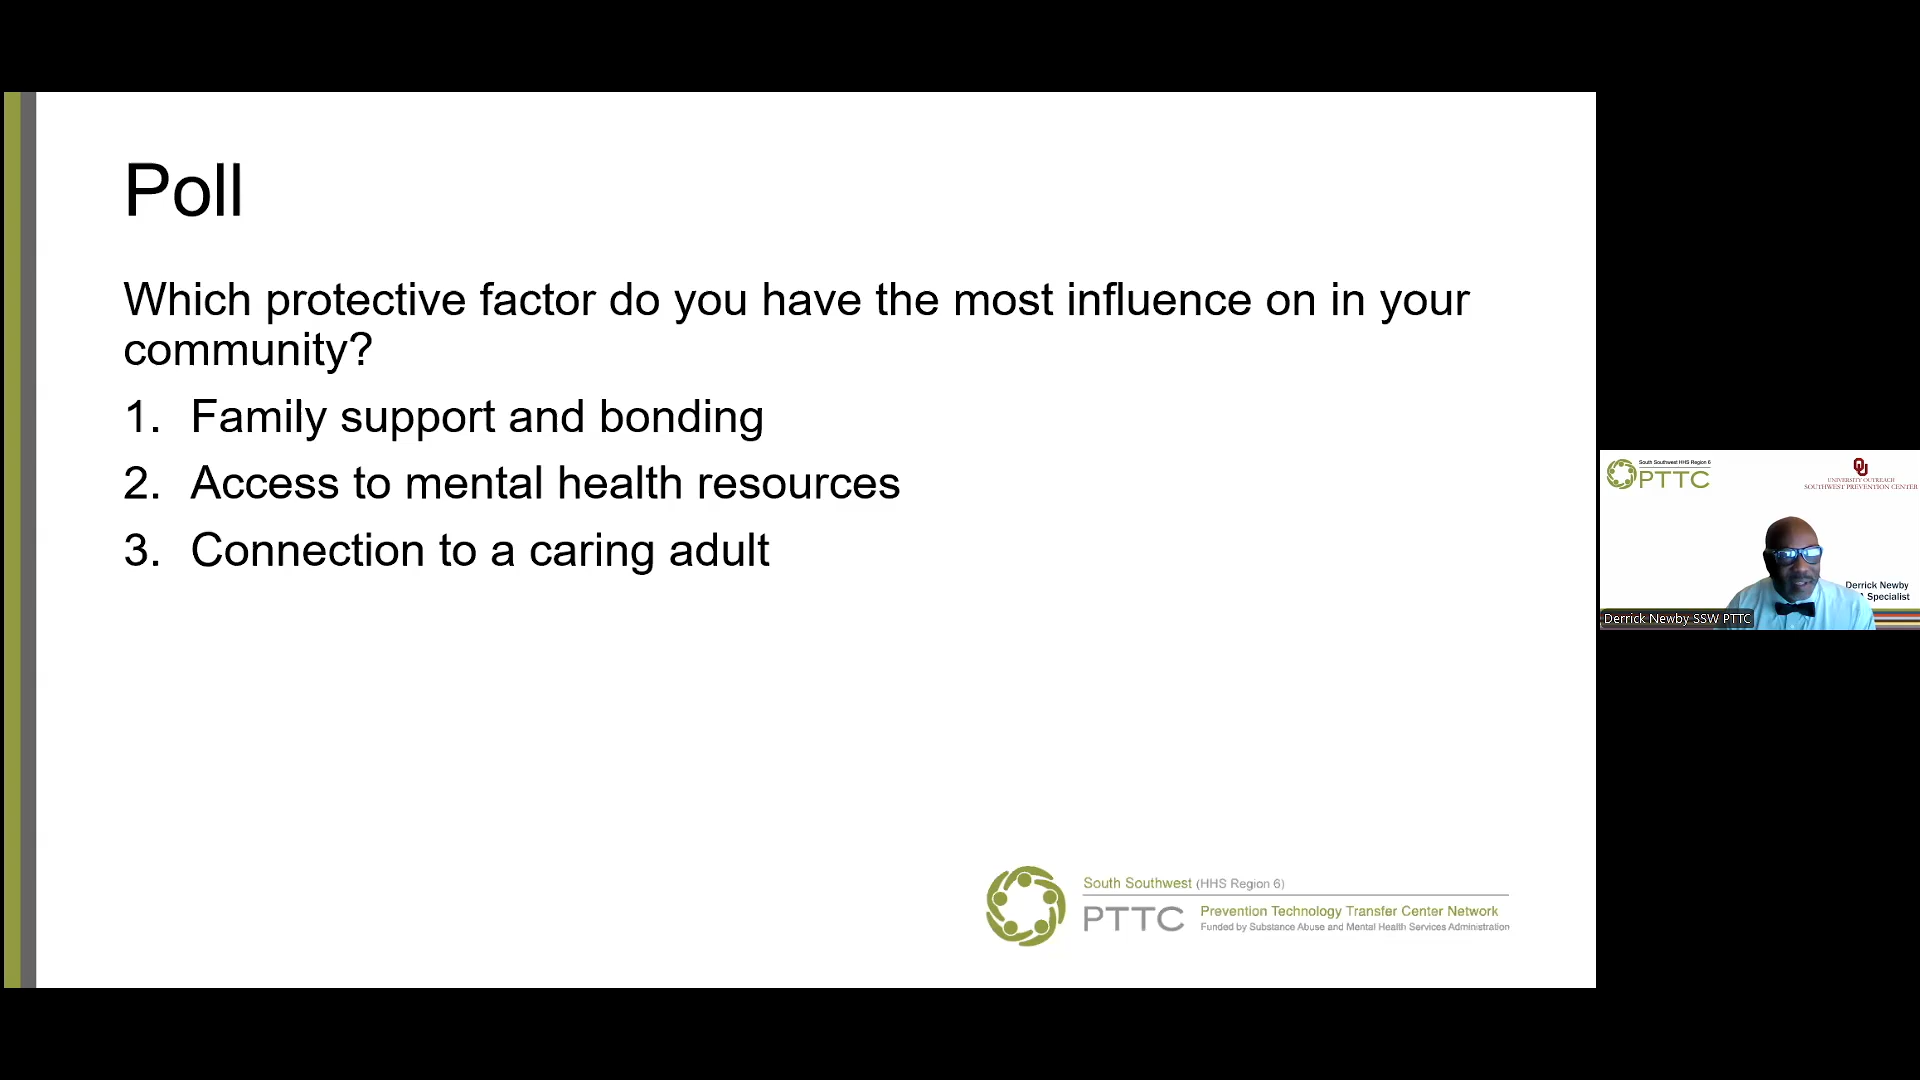 Poll
Which protective factor do you have the most influence on in your
community?
1. Family support and bonding
2. Access to mental health resources
3. Connection to a caring adult
South Southwest (HHS Region 6)
PTTC
Prevention Technology Transfer Center Network
Funded by Substance Abuse and Mental Health Services Administration
South Southwest HHS Region 6
PTTC
OU
UNIVERSITY OUTREACH
SOUTHWEST PREVENTION CENTER
Derrick Newby
Specialist
Derrick Newby SSW PTTC